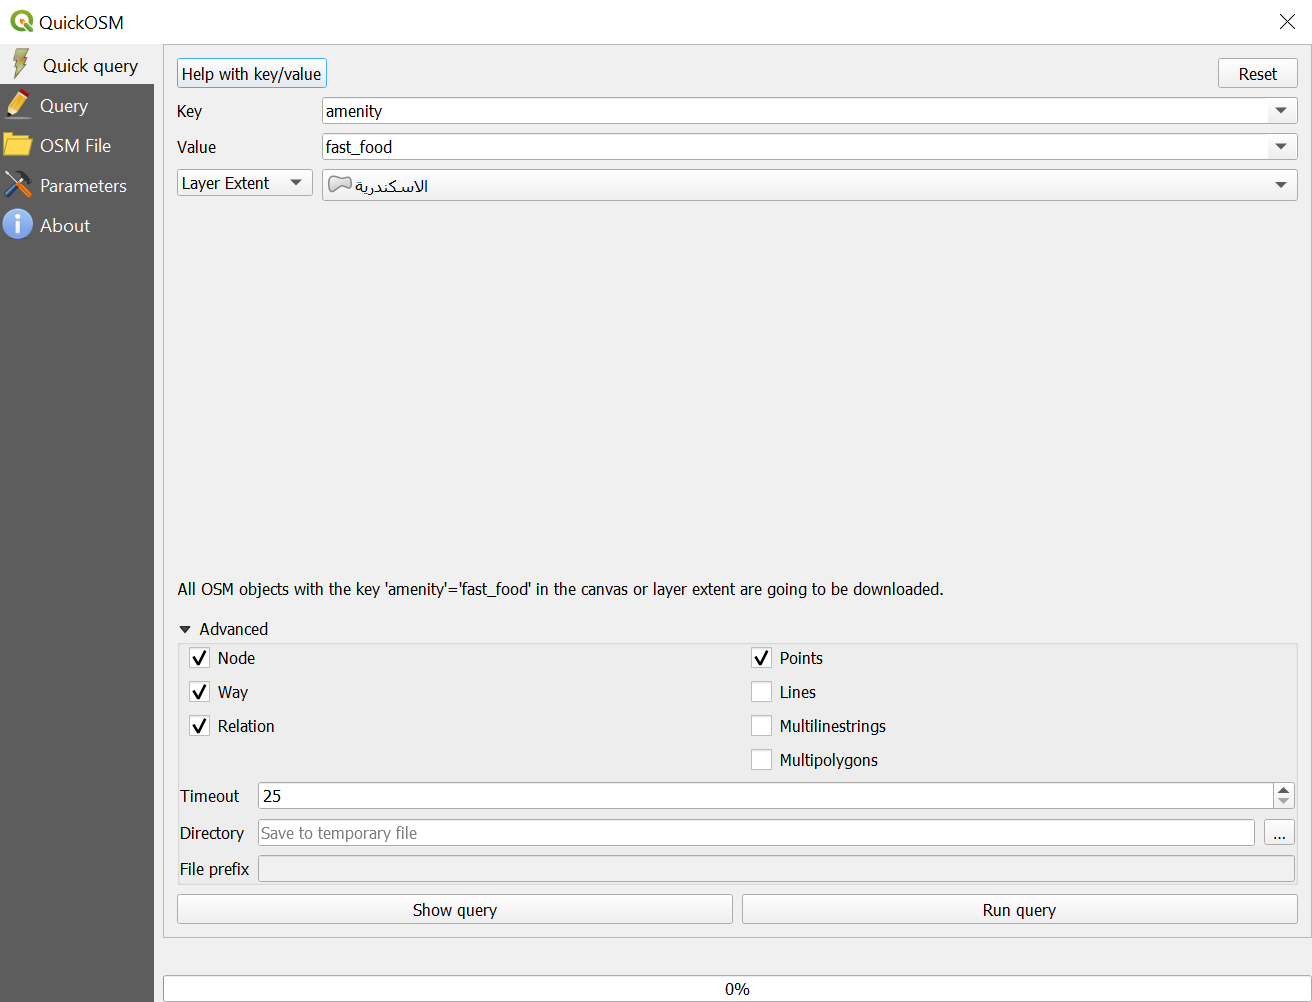 QuickOSM
Quick query
Query
OSM File
Parameters
About
Help with key/value
Reset
Key amenity
Value fast_food
Layer Extent الاسكندرية
All OSM objects with the key 'amenity'='fast_food' in the canvas or layer extent are going to be downloaded.
Advanced
Node Points
Way Lines
Relation Multilinestrings
Multipolygons
Timeout 25
Directory Save to temporary file ...
File prefix
Show query Run query
0%